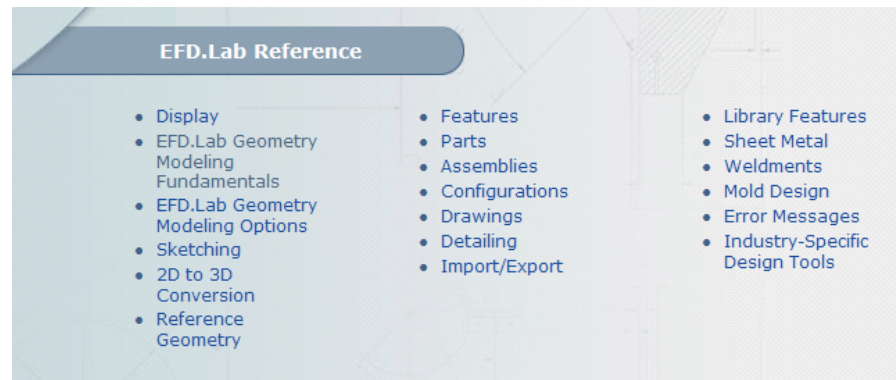 EFD.Lab Reference
• Display
• EFD.Lab Geometry
Modeling
Fundamentals
• EFD.Lab Geometry
Modeling Options
• Sketching
• 2D to 3D
Conversion
• Reference
Geometry
• Features
• Parts
• Assemblies
• Configurations
• Drawings
• Detailing
• Import/Export
• Library Features
• Sheet Metal
• Weldments
• Mold Design
• Error Messages
• Industry-Specific
Design Tools